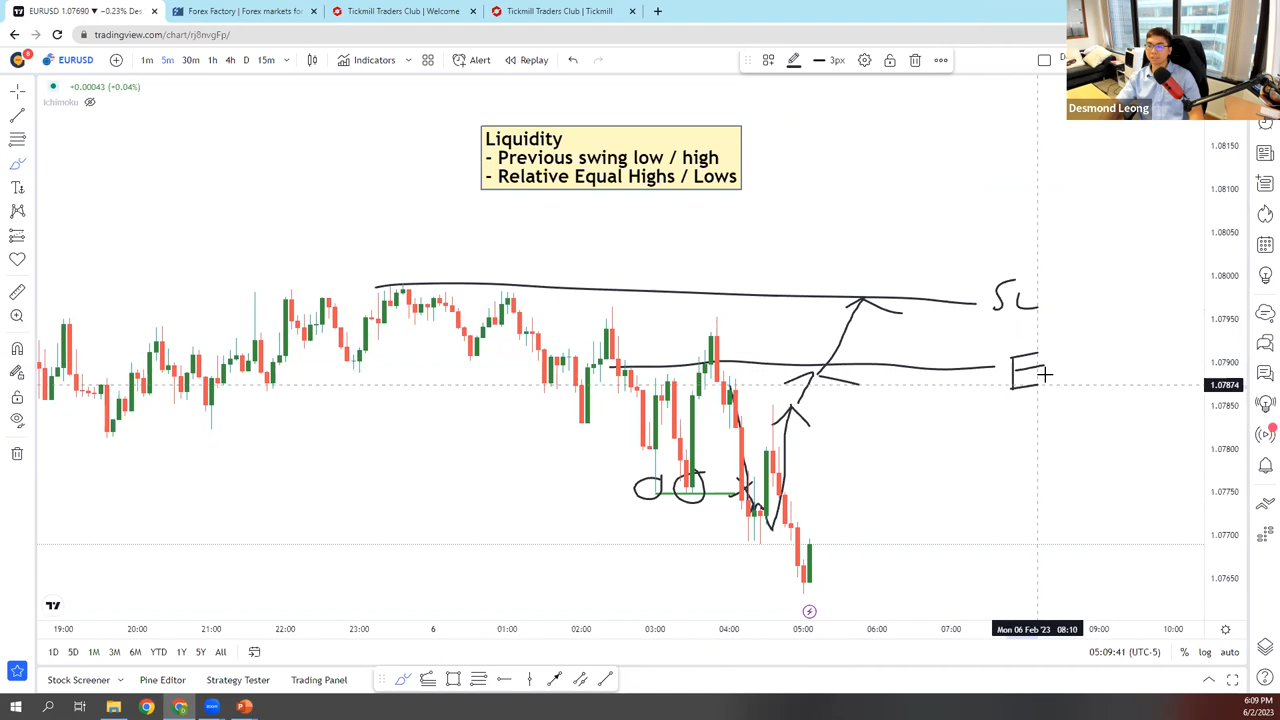 EURUSD 1.07690 ▼ −0.23% Des
Forex Factory | Forex markets fo
Tickmill Traders Club | Welcome
Tickmill Traders Club | Tickmill
tradingview.com/chart/rj8nvgFp/
8
EURUSD
1m 5m 30m 1h 4h D 15m
Indicators
Alert
Replay
3px
Desmond Leong
+0.00043 (+0.04%)
Ichimoku
Liquidity
- Previous swing low / high
- Relative Equal Highs / Lows
1.08150
1.08100
1.08050
1.08000
SL
1.07950
1.07900
E
1.07874
1.07850
1.07800
1.07750
1.07700
1.07650
19:00 20:00 21:00 22:00 23:00 6 01:00 02:00 03:00 04:00 05:00 06:00 07:00 Mon 06 Feb '23 08:10 09:00 10:00
1D 5D 1M 3M 6M YTD 1Y 5Y All
05:09:41 (UTC-5) % log auto
Stock Screener Pine Editor Strategy Tester Trading Panel
6:09 PM
6/2/2023